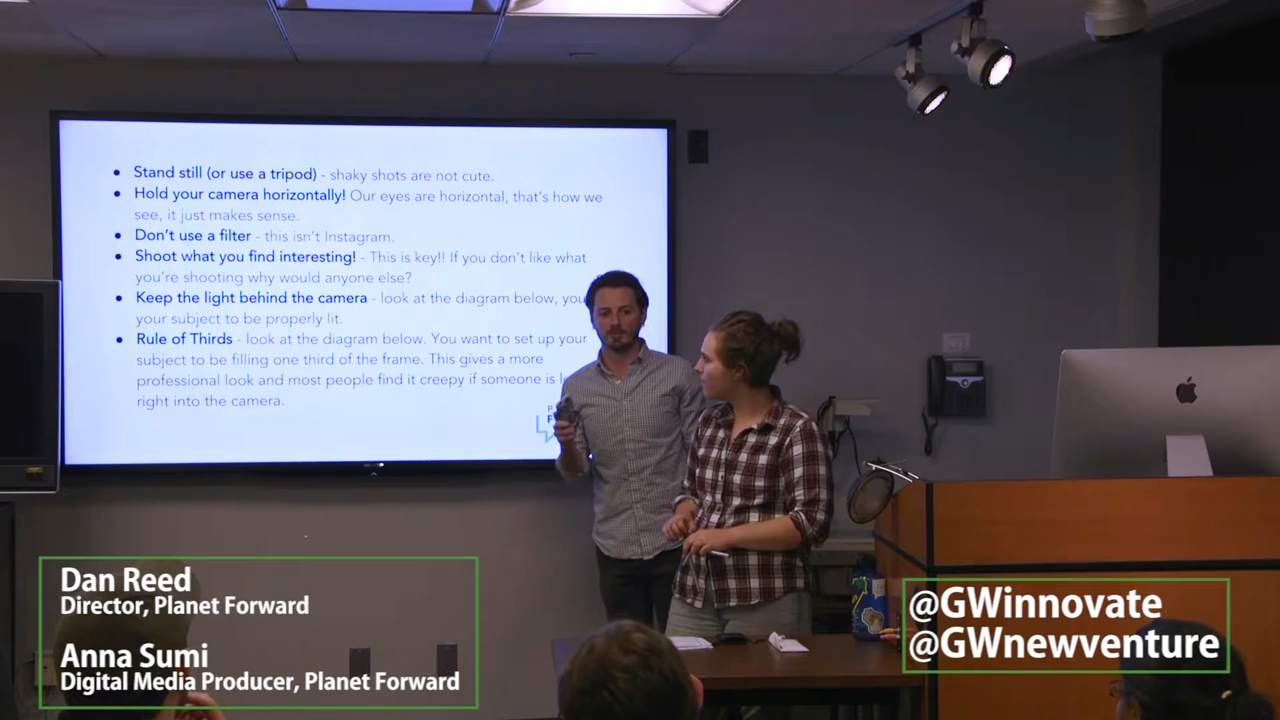 Stand still (or use a tripod) - shaky shots are not cute.
Hold your camera horizontally! Our eyes are horizontal, that's how we
see, it just makes sense.
Don't use a filter - this isn't Instagram.
Shoot what you find interesting! - This is key!! If you don't like what
you're shooting why would anyone else?
Keep the light behind the camera - look at the diagram below, you
your subject to be properly lit.
Rule of Thirds - look at the diagram below. You want to set up your
subject to be filling one third of the frame. This gives a more
professional look and most people find it creepy if someone is
right into the camera.
Dan Reed
Director, Planet Forward
Anna Sumi
Digital Media Producer, Planet Forward
@GWinnovate
@GWnewventure